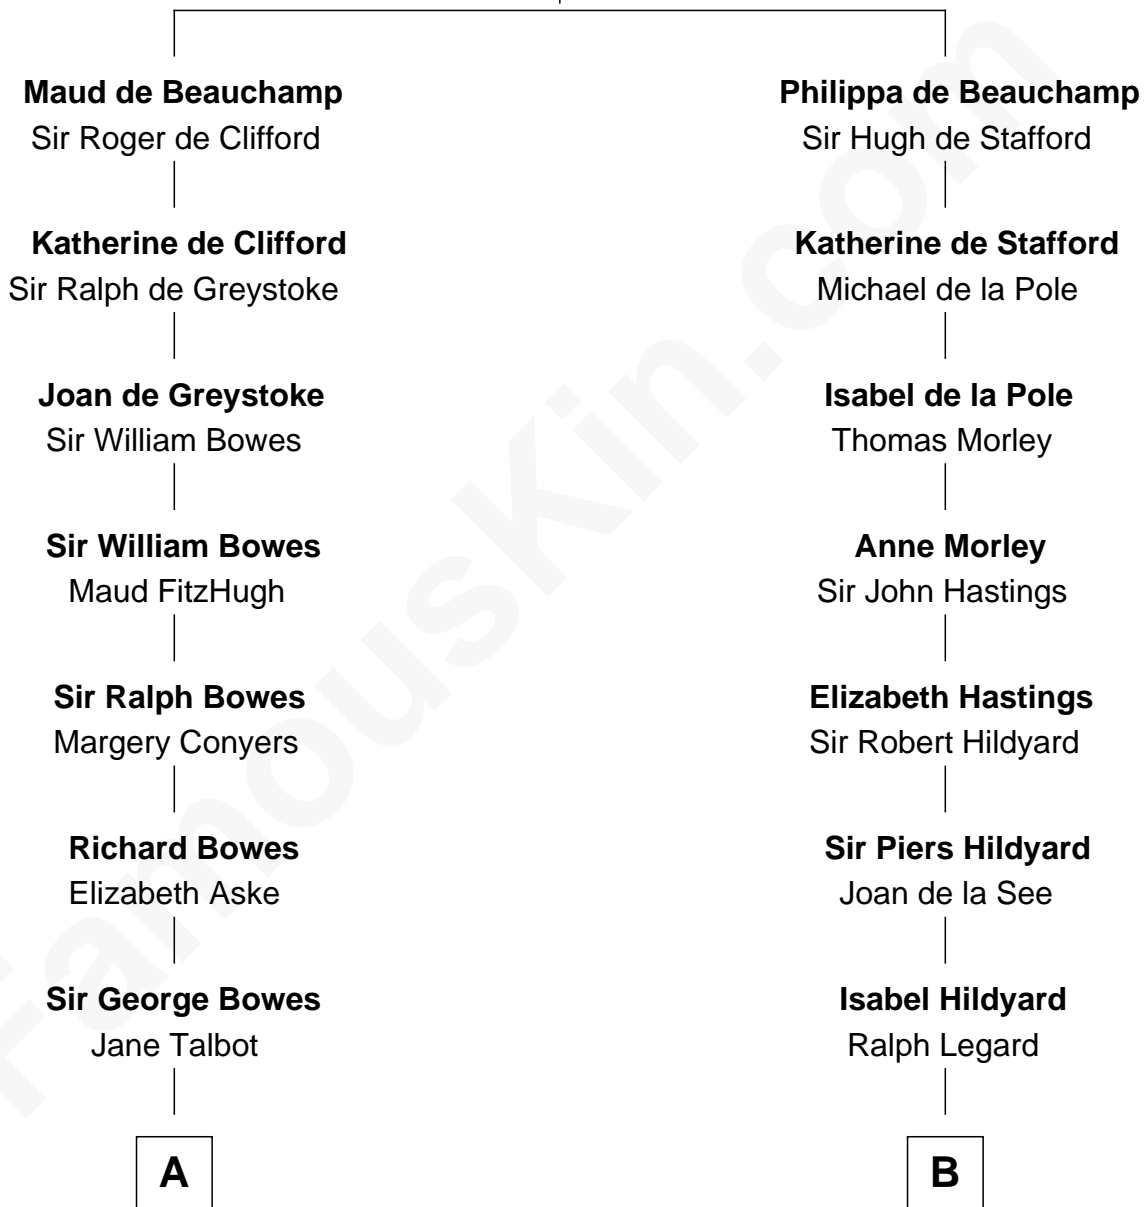 Maud de Beauchamp
Sir Roger de Clifford
Philippa de Beauchamp
Sir Hugh de Stafford
Katherine de Clifford
Sir Ralph de Greystoke
Katherine de Stafford
Michael de la Pole
Joan de Greystoke
Sir William Bowes
Isabel de la Pole
Thomas Morley
Sir William Bowes
Maud FitzHugh
Anne Morley
Sir John Hastings
Sir Ralph Bowes
Margery Conyers
Elizabeth Hastings
Sir Robert Hildyard
Richard Bowes
Elizabeth Aske
Sir Piers Hildyard
Joan de la See
Sir George Bowes
Jane Talbot
Isabel Hildyard
Ralph Legard
A
B
FamousKin.com